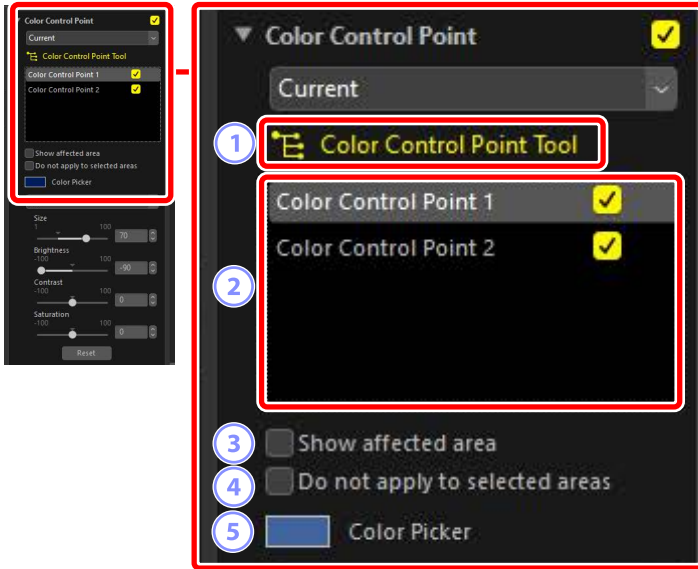 Color Control Point
Current
Color Control Point Tool
Color Control Point 1
Color Control Point 2
Show affected area
Do not apply to selected areas
Color Picker
Size
1 100
70
Brightness
-100 100
-90
Contrast
-100 100
0
Saturation
-100 100
0
Reset
Color Control Point
Current
1 Color Control Point Tool
Color Control Point 1
Color Control Point 2
2
3 Show affected area
4 Do not apply to selected areas
5 Color Picker